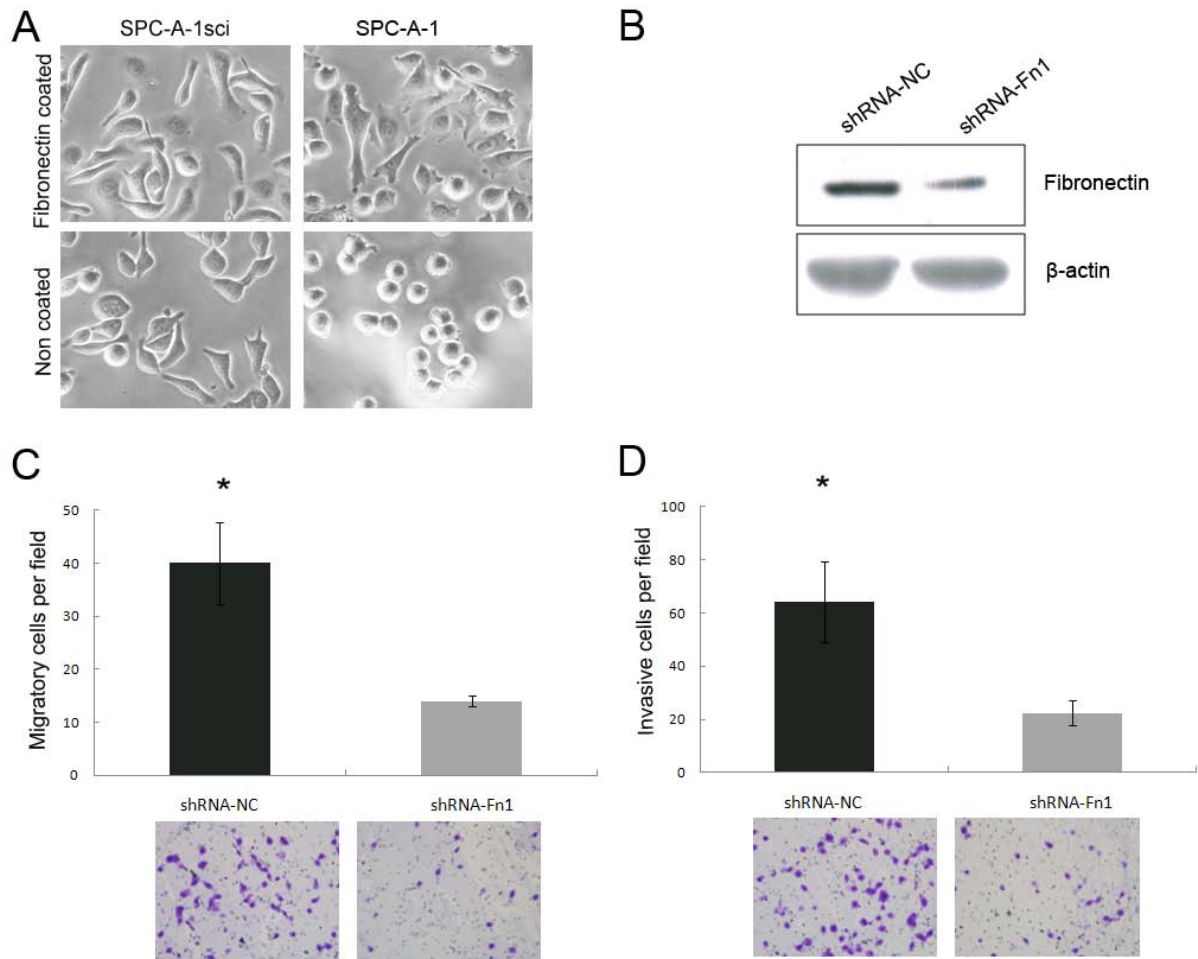 A
SPC-A-1sci
SPC-A-1
Fibronectin coated
Non coated
B
shRNA-NC
shRNA-Fn1
Fibronectin
β-actin
C
*
Migratory cells per field
50
40
30
20
10
0
shRNA-NC
shRNA-Fn1
D
*
Invasive cells per field
100
80
60
40
20
0
shRNA-NC
shRNA-Fn1